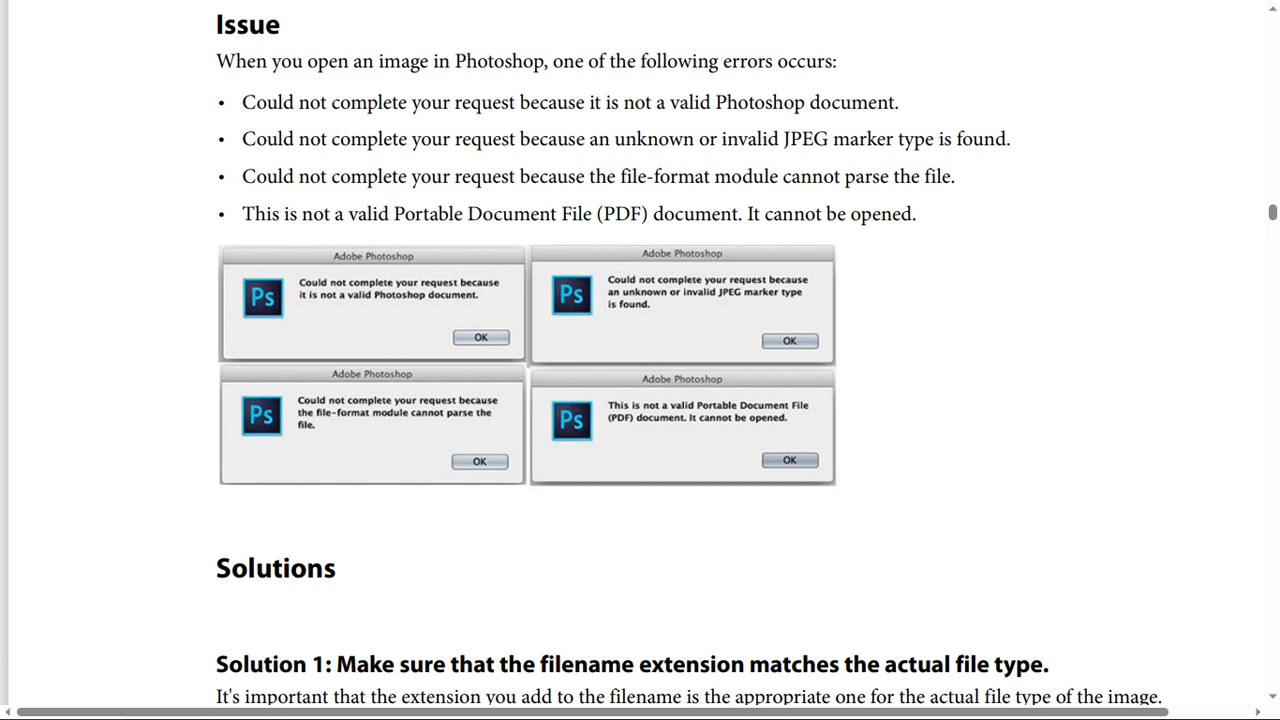 Issue
When you open an image in Photoshop, one of the following errors occurs:
• Could not complete your request because it is not a valid Photoshop document.
• Could not complete your request because an unknown or invalid JPEG marker type is found.
• Could not complete your request because the file-format module cannot parse the file.
• This is not a valid Portable Document File (PDF) document. It cannot be opened.
Adobe Photoshop
Ps
Could not complete your request because
it is not a valid Photoshop document.
OK
Adobe Photoshop
Ps
Could not complete your request because
an unknown or invalid JPEG marker type
is found.
OK
Adobe Photoshop
Ps
Could not complete your request because
the file-format module cannot parse the
file.
OK
Adobe Photoshop
Ps
This is not a valid Portable Document File
(PDF) document. It cannot be opened.
OK
Solutions
Solution 1: Make sure that the filename extension matches the actual file type.
It's important that the extension you add to the filename is the appropriate one for the actual file type of the image.